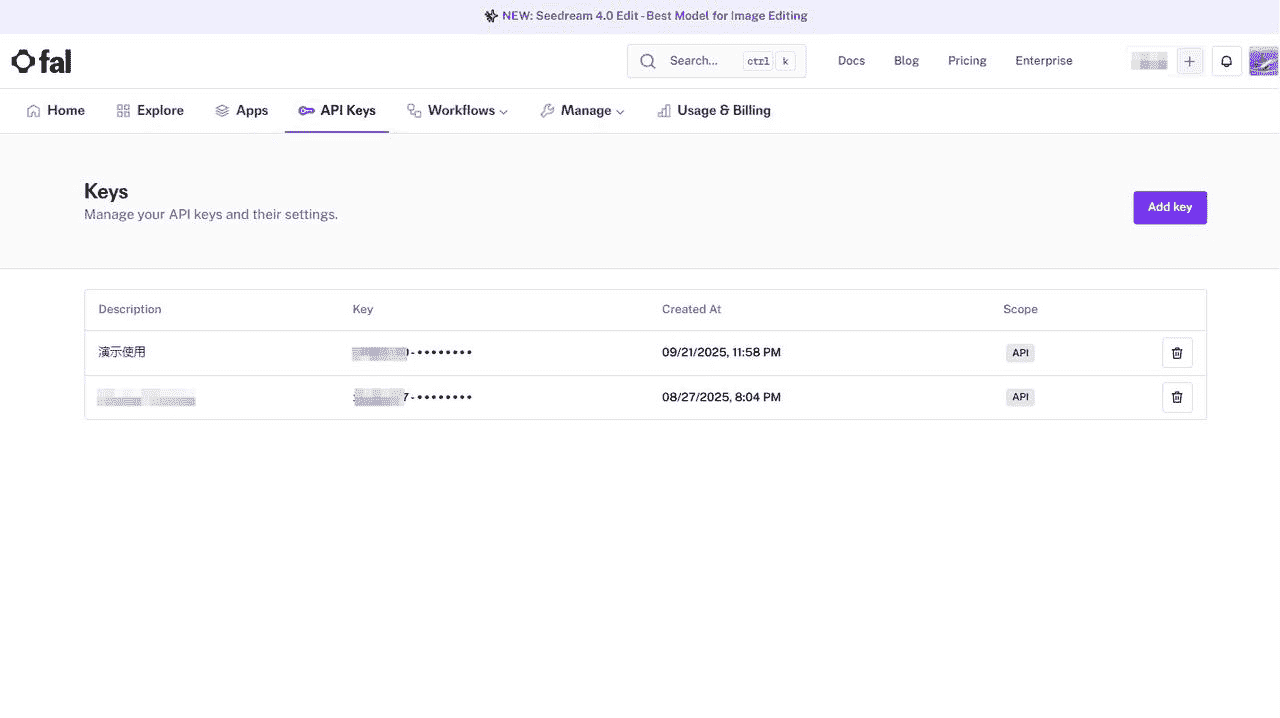 NEW: Seedream 4.0 Edit - Best Model for Image Editing
fal
Search... ctrl k
Docs Blog Pricing Enterprise
Home Explore Apps API Keys Workflows Manage Usage & Billing
Keys
Manage your API keys and their settings.
Add key
Description Key Created At Scope
演示使用 -•••••••• 09/21/2025, 11:58 PM API
7-•••••••• 08/27/2025, 8:04 PM API